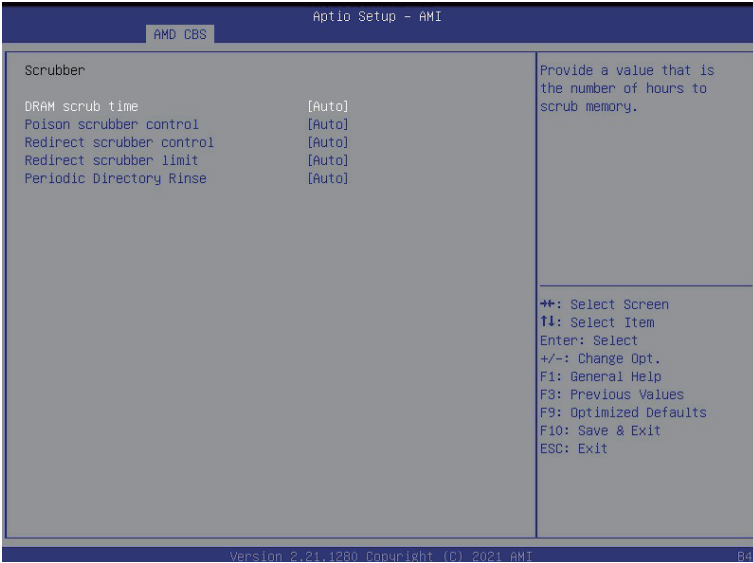 Aptio Setup – AMI
AMD CBS
Scrubber
DRAM scrub time [Auto]
Poison scrubber control [Auto]
Redirect scrubber control [Auto]
Redirect scrubber limit [Auto]
Periodic Directory Rinse [Auto]
Provide a value that is
the number of hours to
scrub memory.
→←: Select Screen
↑↓: Select Item
Enter: Select
+/-: Change Opt.
F1: General Help
F3: Previous Values
F9: Optimized Defaults
F10: Save & Exit
ESC: Exit
Version 2.21.1280 Copyright (C) 2021 AMI
B4